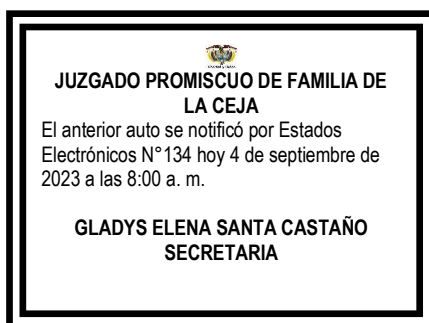 JUZGADO PROMISCUO DE FAMILIA DE
LA CEJA
El anterior auto se notificó por Estados
Electrónicos N°134 hoy 4 de septiembre de
2023 a las 8:00 a. m.
GLADYS ELENA SANTA CASTAÑO
SECRETARIA